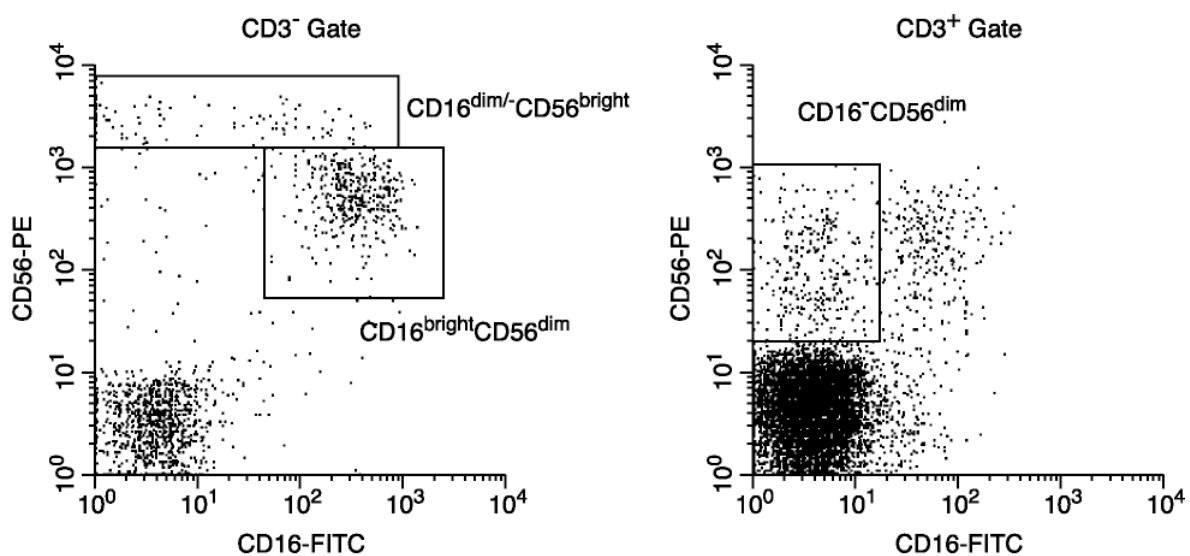 CD3⁻ Gate
CD56-PE
10⁴
10³
10²
10¹
10⁰
CD16ᵈⁱᵐ/⁻CD56ᵇʳⁱᵍʰᵗ
CD16ᵇʳⁱᵍʰᵗCD56ᵈⁱᵐ
10⁰ 10¹ 10² 10³ 10⁴
CD16-FITC
CD3⁺ Gate
CD56-PE
10⁴
10³
10²
10¹
10⁰
CD16⁻CD56ᵈⁱᵐ
10⁰ 10¹ 10² 10³ 10⁴
CD16-FITC